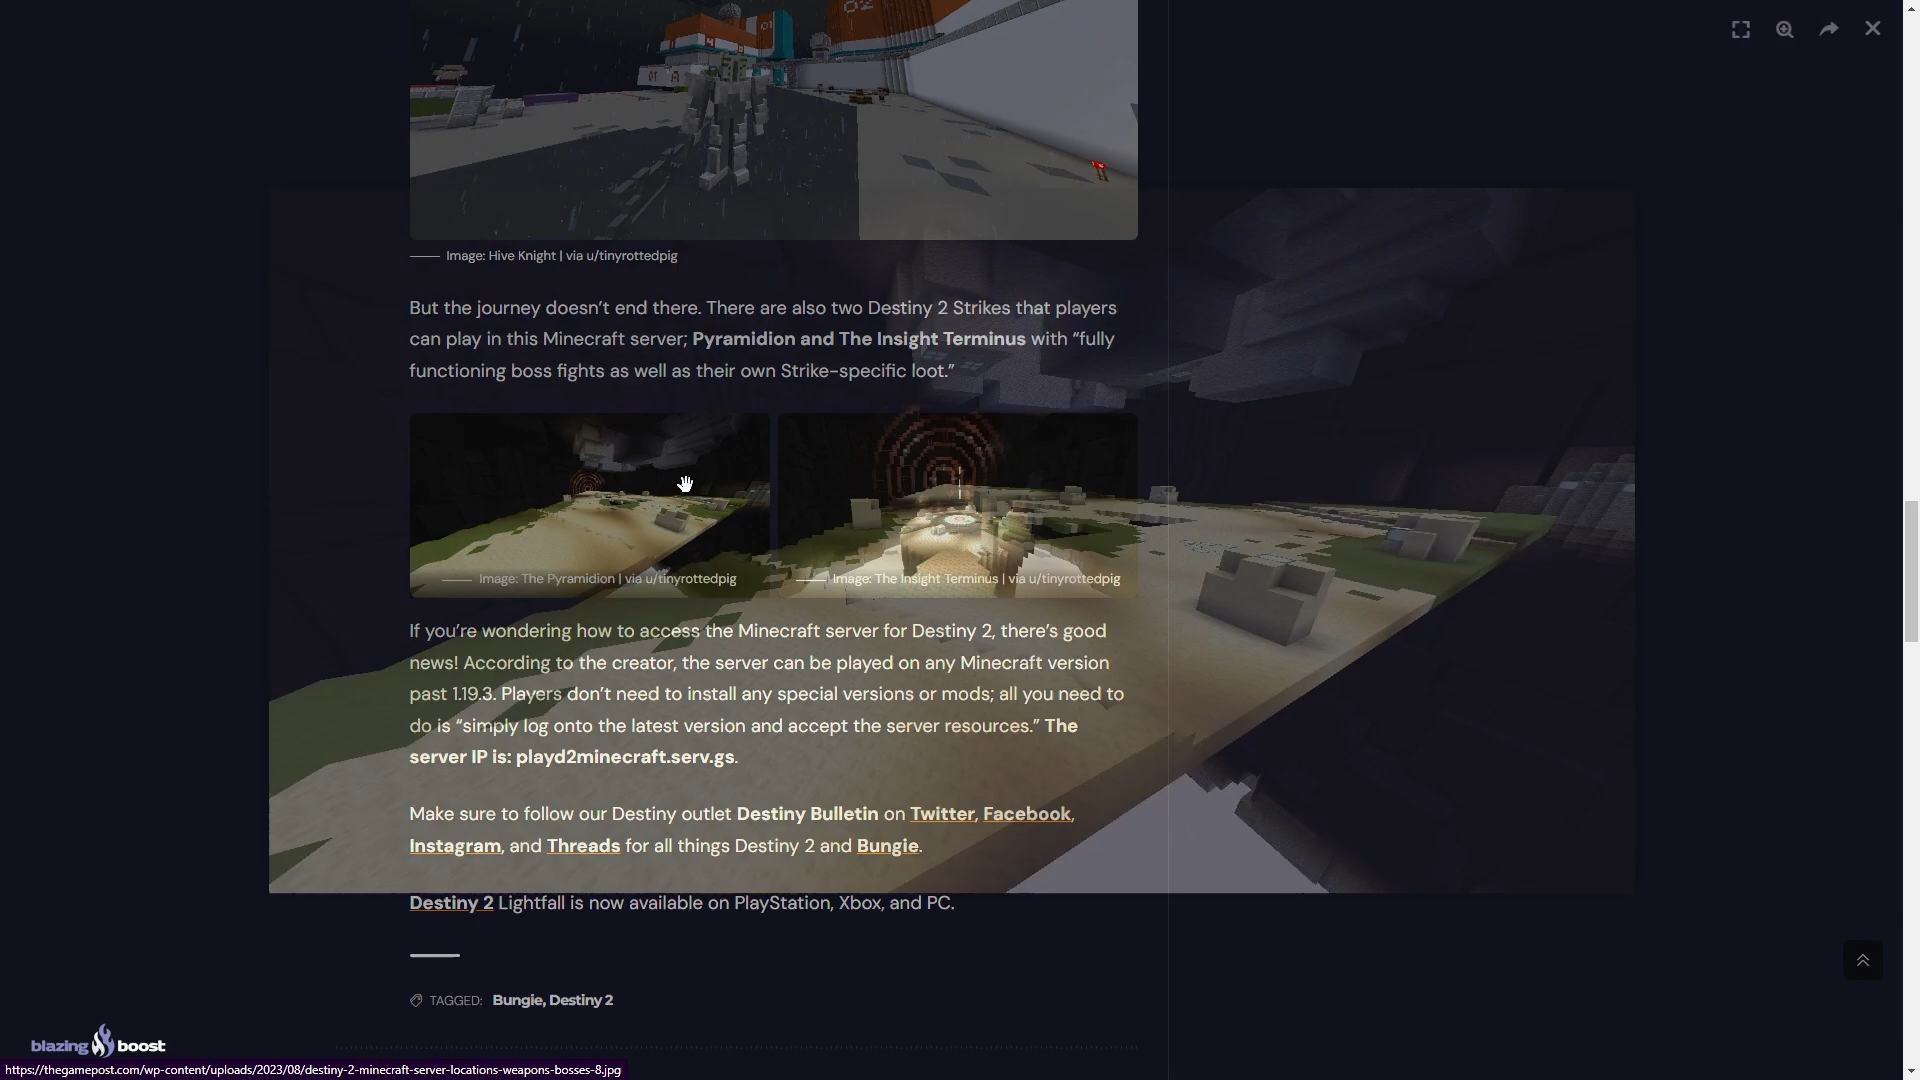 Image: Hive Knight | via u/tinyrottedpig
But the journey doesn’t end there. There are also two Destiny 2 Strikes that players
can play in this Minecraft server; Pyramidion and The Insight Terminus with “fully
functioning boss fights as well as their own Strike-specific loot.”
Image: The Pyramidion | via u/tinyrottedpig
Image: The Insight Terminus | via u/tinyrottedpig
If you’re wondering how to access the Minecraft server for Destiny 2, there’s good
news! According to the creator, the server can be played on any Minecraft version
past 1.19.3. Players don’t need to install any special versions or mods; all you need to
do is “simply log onto the latest version and accept the server resources.” The
server IP is: playd2minecraft.serv.gs.
Make sure to follow our Destiny outlet Destiny Bulletin on Twitter, Facebook,
Instagram, and Threads for all things Destiny 2 and Bungie.
Destiny 2 Lightfall is now available on PlayStation, Xbox, and PC.
TAGGED: Bungie, Destiny 2
blazing boost
https://thegamepost.com/wp-content/uploads/2023/08/destiny-2-minecraft-server-locations-weapons-bosses-8.jpg